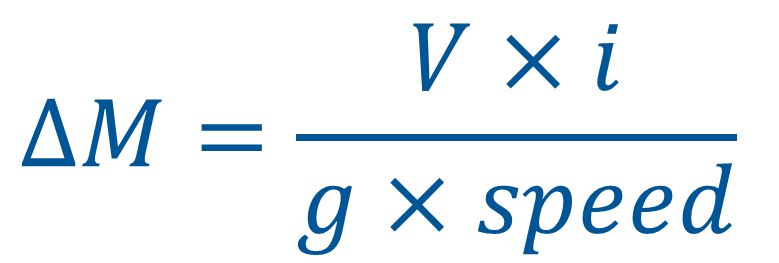 ΔM = V × i / g × speed